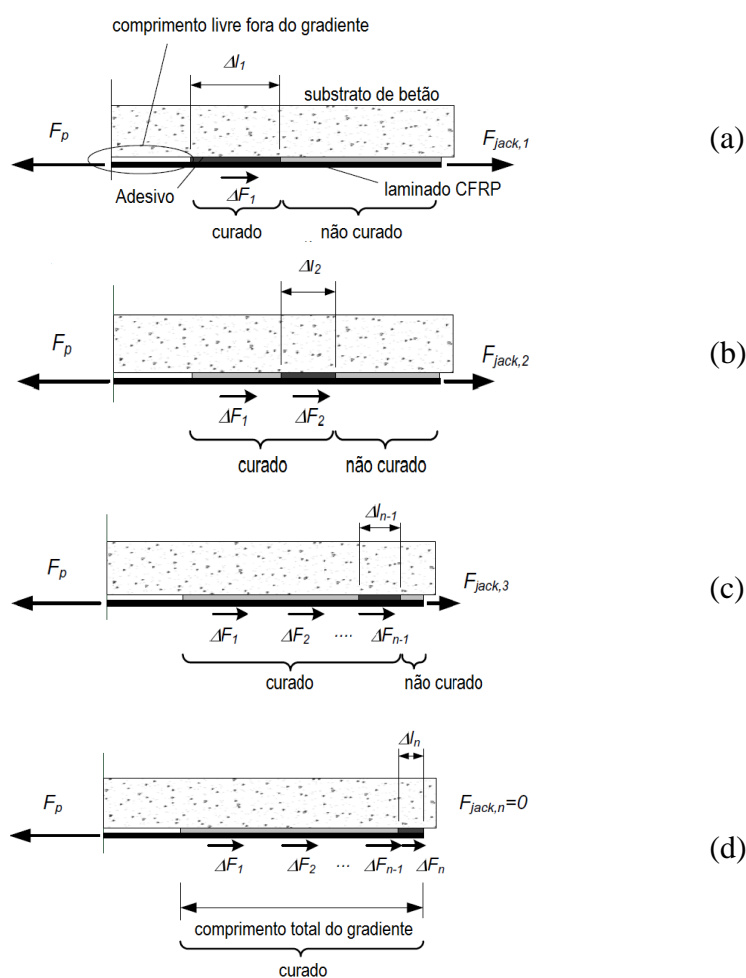 comprimento livre fora do gradiente
Δl1
substrato de betão
Fp
Fjack,1
(a)
Adesivo
ΔF1
laminado CFRP
curado
não curado
Δl2
Fp
Fjack,2
(b)
ΔF1
ΔF2
curado
não curado
Δln-1
Fp
Fjack,3
(c)
ΔF1
ΔF2
....
ΔFn-1
curado
não curado
Δln
Fp
Fjack,n=0
(d)
ΔF1
ΔF2
...
ΔFn-1
ΔFn
comprimento total do gradiente
curado